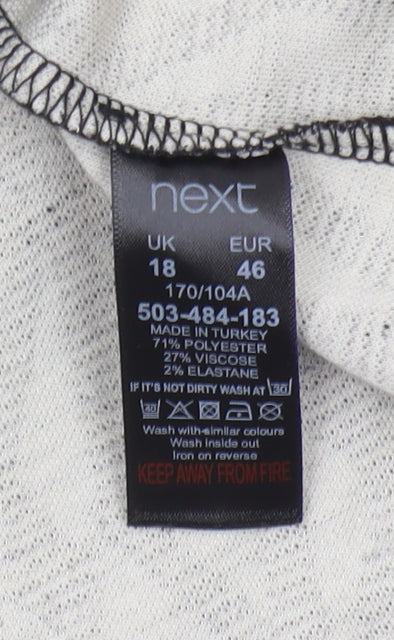 next
UK EUR
18 46
170/104A
503-484-183
MADE IN TURKEY
71% POLYESTER
27% VISCOSE
2% ELASTANE
IF IT'S NOT DIRTY WASH AT 30
40
Wash with similar colours
Wash inside out
Iron on reverse
KEEP AWAY FROM FIRE